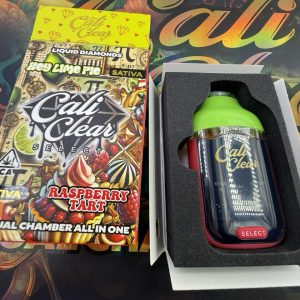 Cali
Clear
LIQUID DIAMONDS
KEY LIME PIE
SATIVA
Cali
Clear
SELECT
RASPBERRY
TART
DUAL CHAMBER ALL IN ONE
Cali
Clear
SELECT